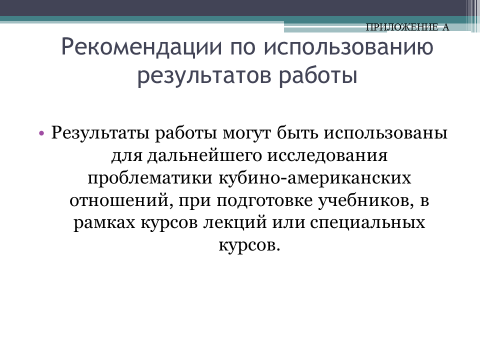 ПРИЛОЖЕНИЕ А
Рекомендации по использованию
результатов работы
• Результаты работы могут быть использованы
для дальнейшего исследования
проблематики кубино-американских
отношений, при подготовке учебников, в
рамках курсов лекций или специальных
курсов.